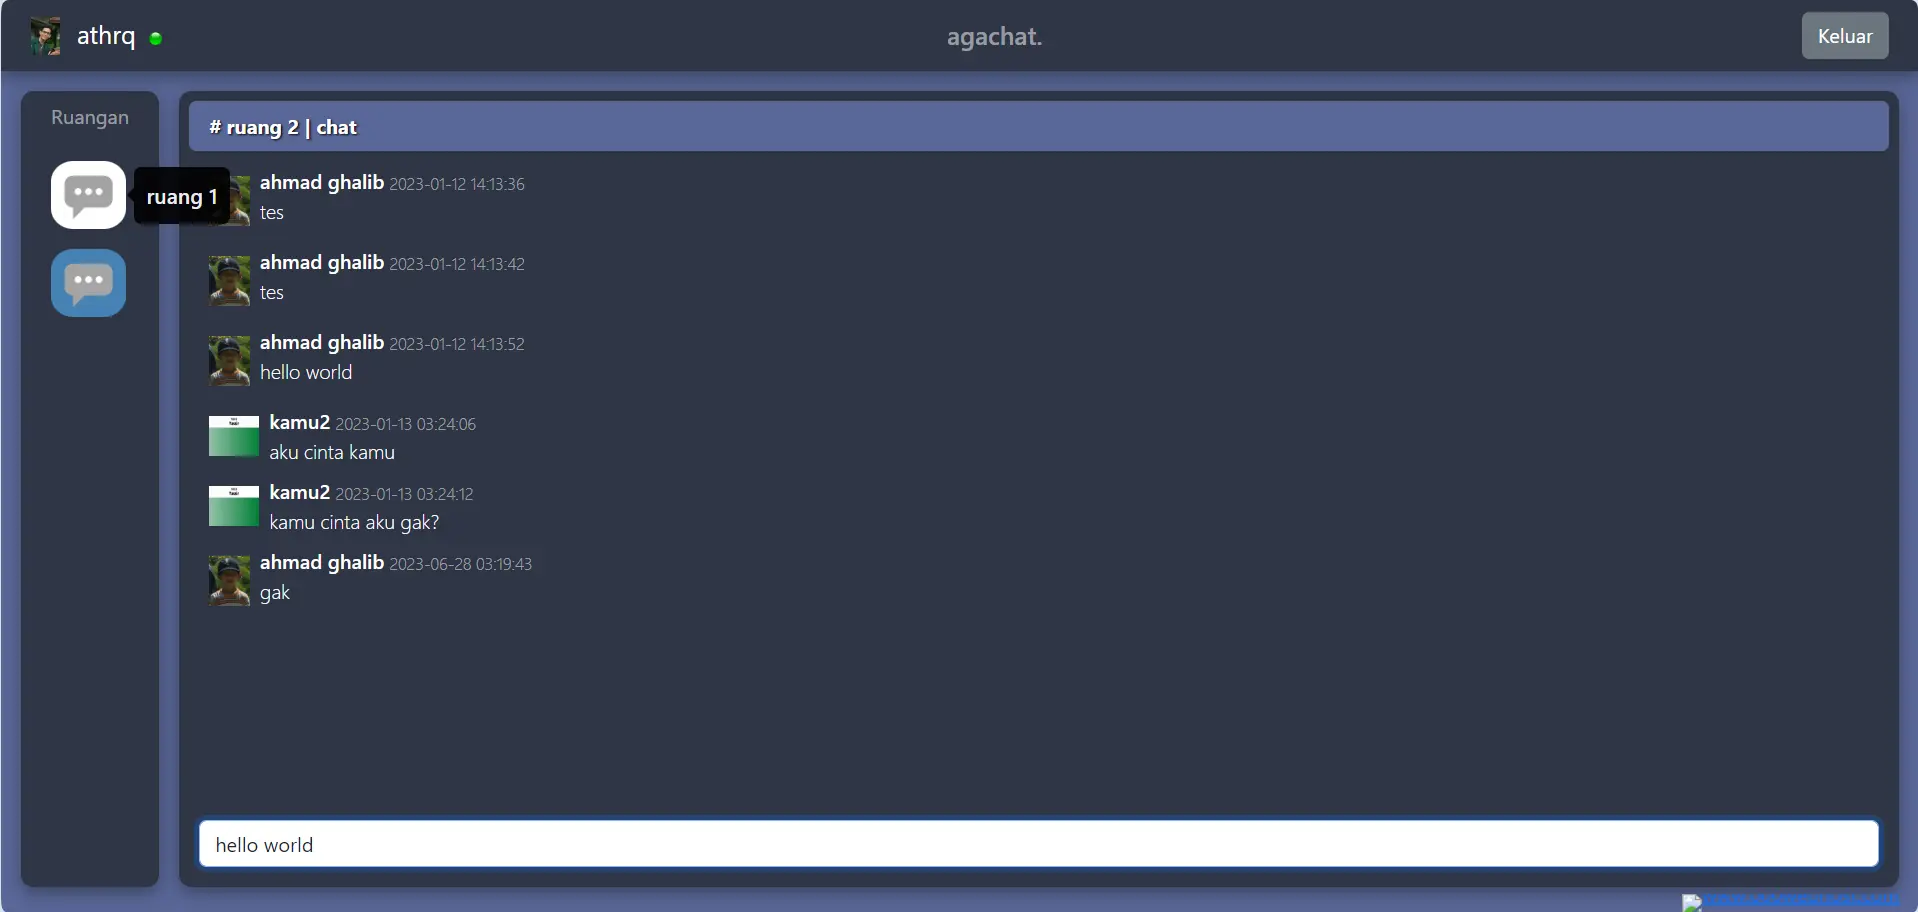 athrq
agachat.
Keluar
Ruangan
ruang 1
# ruang 2 | chat
ahmad ghalib 2023-01-12 14:13:36
tes
ahmad ghalib 2023-01-12 14:13:42
tes
ahmad ghalib 2023-01-12 14:13:52
hello world
kamu2 2023-01-13 03:24:06
aku cinta kamu
kamu2 2023-01-13 03:24:12
kamu cinta aku gak?
ahmad ghalib 2023-06-28 03:19:43
gak
hello world